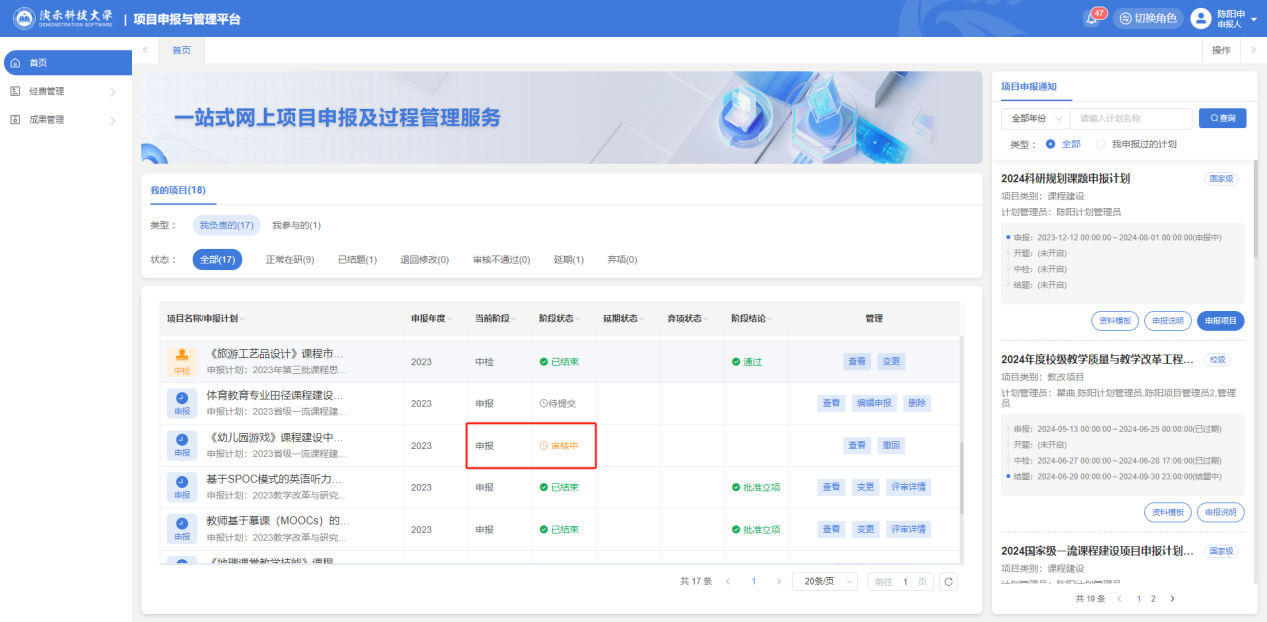 演示科技大学
DEMONSTRATION SOFTWARE
项目申报与管理平台
47
切换角色
陈阳申
申报人
首页
经费管理
成果管理
首页
操作
一站式网上项目申报及过程管理服务
我的项目(18)
类型： 我负责的(17) 我参与的(1)
状态： 全部(17) 正常在研(9) 已结题(1) 退回修改(0) 审核不通过(0) 延期(1) 弃项(0)
项目名称/申报计划 申报年度 当前阶段 阶段状态 延期状态 弃项状态 阶段结论 管理
中检 《旅游工艺品设计》课程市...
申报计划：2023年第三批课程思...
2023 中检 已结束 通过 查看 变更
申报 体育教育专业田径课程建设...
申报计划：2023省级一流课程建...
2023 申报 待提交 查看 编辑申报 删除
申报 《幼儿园游戏》课程建设中...
申报计划：2023省级一流课程建...
2023 申报 审核中 查看 撤回
申报 基于SPOC模式的英语听力...
申报计划：2023教学改革与研究...
2023 申报 已结束 批准立项 查看 变更 评审详情
申报 教师基于慕课（MOOCs）的...
申报计划：2023教学改革与研究...
2023 申报 已结束 批准立项 查看 变更 评审详情
《地理课堂教学技能》课程
共 17 条 1 20条/页 前往 1 页
项目申报通知
全部年份 请输入计划名称 查询
类型： 全部 我申报过的计划
2024科研规划课题申报计划 国家级
项目类别：课程建设
计划管理员：陈阳计划管理员
申报：2023-12-12 00:00:00 ~ 2024-08-01 00:00:00(申报中)
开题：(未开启)
中检：(未开启)
结题：(未开启)
资料模板 申报说明 申报项目
2024年度校级教学质量与教学改革工程... 校级
项目类别：教改项目
计划管理员：瞿曲,陈阳计划管理员,陈阳项目管理员2,管理
员
申报：2024-05-13 00:00:00 ~ 2024-06-25 00:00:00(已过期)
开题：(未开启)
中检：2024-06-27 00:00:00 ~ 2024-06-28 17:06:00(已过期)
结题：2024-06-29 00:00:00 ~ 2024-09-30 23:00:00(结题中)
资料模板 申报说明
2024国家级一流课程建设项目申报计划... 国家级
项目类别：课程建设
计划管理员：陈阳计划管理员
共 19 条 1 2